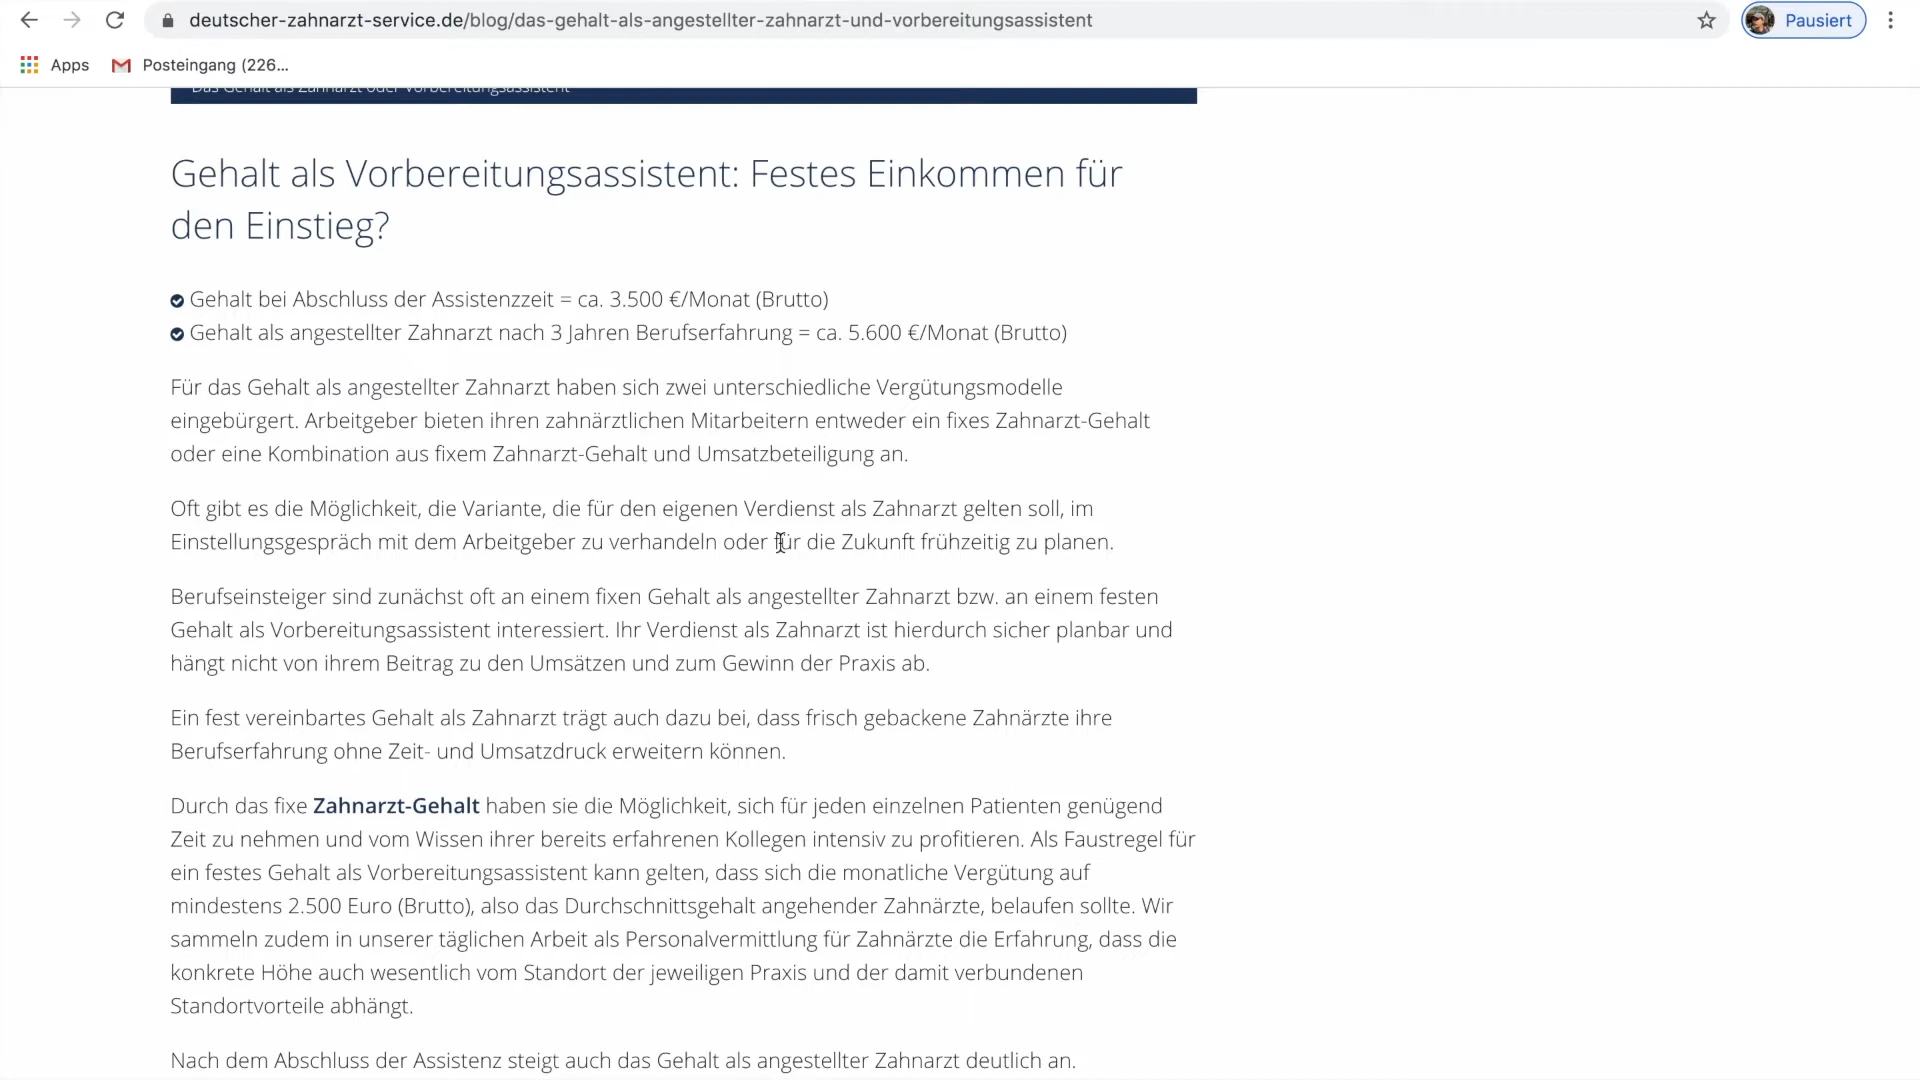 deutscher-zahnarzt-service.de/blog/das-gehalt-als-angestellter-zahnarzt-und-vorbereitungsassistent
Pausiert
Apps
Posteingang (226...
Das Gehalt als Zahnarzt oder Vorbereitungsassistent
Gehalt als Vorbereitungsassistent: Festes Einkommen für
den Einstieg?
Gehalt bei Abschluss der Assistenzzeit = ca. 3.500 €/Monat (Brutto)
Gehalt als angestellter Zahnarzt nach 3 Jahren Berufserfahrung = ca. 5.600 €/Monat (Brutto)
Für das Gehalt als angestellter Zahnarzt haben sich zwei unterschiedliche Vergütungsmodelle
eingebürgert. Arbeitgeber bieten ihren zahnärztlichen Mitarbeitern entweder ein fixes Zahnarzt-Gehalt
oder eine Kombination aus fixem Zahnarzt-Gehalt und Umsatzbeteiligung an.
Oft gibt es die Möglichkeit, die Variante, die für den eigenen Verdienst als Zahnarzt gelten soll, im
Einstellungsgespräch mit dem Arbeitgeber zu verhandeln oder für die Zukunft frühzeitig zu planen.
Berufseinsteiger sind zunächst oft an einem fixen Gehalt als angestellter Zahnarzt bzw. an einem festen
Gehalt als Vorbereitungsassistent interessiert. Ihr Verdienst als Zahnarzt ist hierdurch sicher planbar und
hängt nicht von ihrem Beitrag zu den Umsätzen und zum Gewinn der Praxis ab.
Ein fest vereinbartes Gehalt als Zahnarzt trägt auch dazu bei, dass frisch gebackene Zahnärzte ihre
Berufserfahrung ohne Zeit- und Umsatzdruck erweitern können.
Durch das fixe Zahnarzt-Gehalt haben sie die Möglichkeit, sich für jeden einzelnen Patienten genügend
Zeit zu nehmen und vom Wissen ihrer bereits erfahrenen Kollegen intensiv zu profitieren. Als Faustregel für
ein festes Gehalt als Vorbereitungsassistent kann gelten, dass sich die monatliche Vergütung auf
mindestens 2.500 Euro (Brutto), also das Durchschnittsgehalt angehender Zahnärzte, belaufen sollte. Wir
sammeln zudem in unserer täglichen Arbeit als Personalvermittlung für Zahnärzte die Erfahrung, dass die
konkrete Höhe auch wesentlich vom Standort der jeweiligen Praxis und der damit verbundenen
Standortvorteile abhängt.
Nach dem Abschluss der Assistenz steigt auch das Gehalt als angestellter Zahnarzt deutlich an.